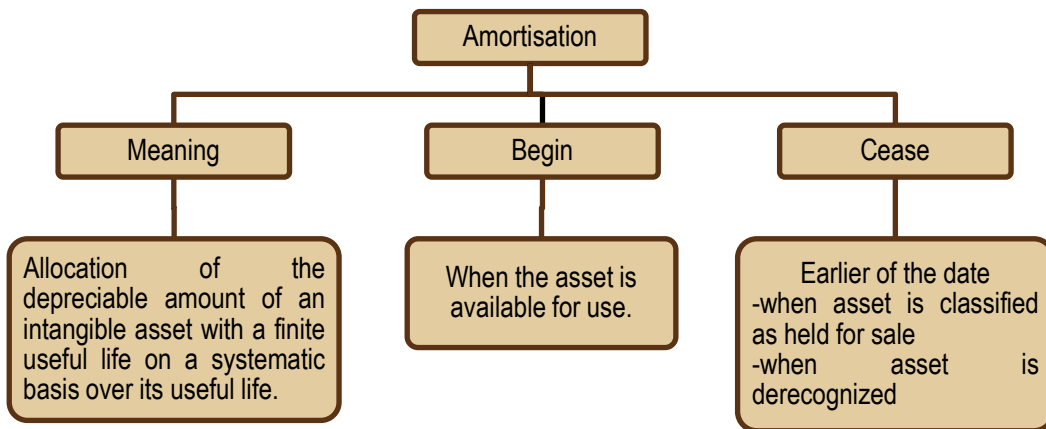 Amortisation
Meaning
Begin
Cease
Allocation of the
depreciable amount of an
intangible asset with a finite
useful life on a systematic
basis over its useful life.
When the asset is
available for use.
Earlier of the date
-when asset is classified
as held for sale
-when asset is
derecognized